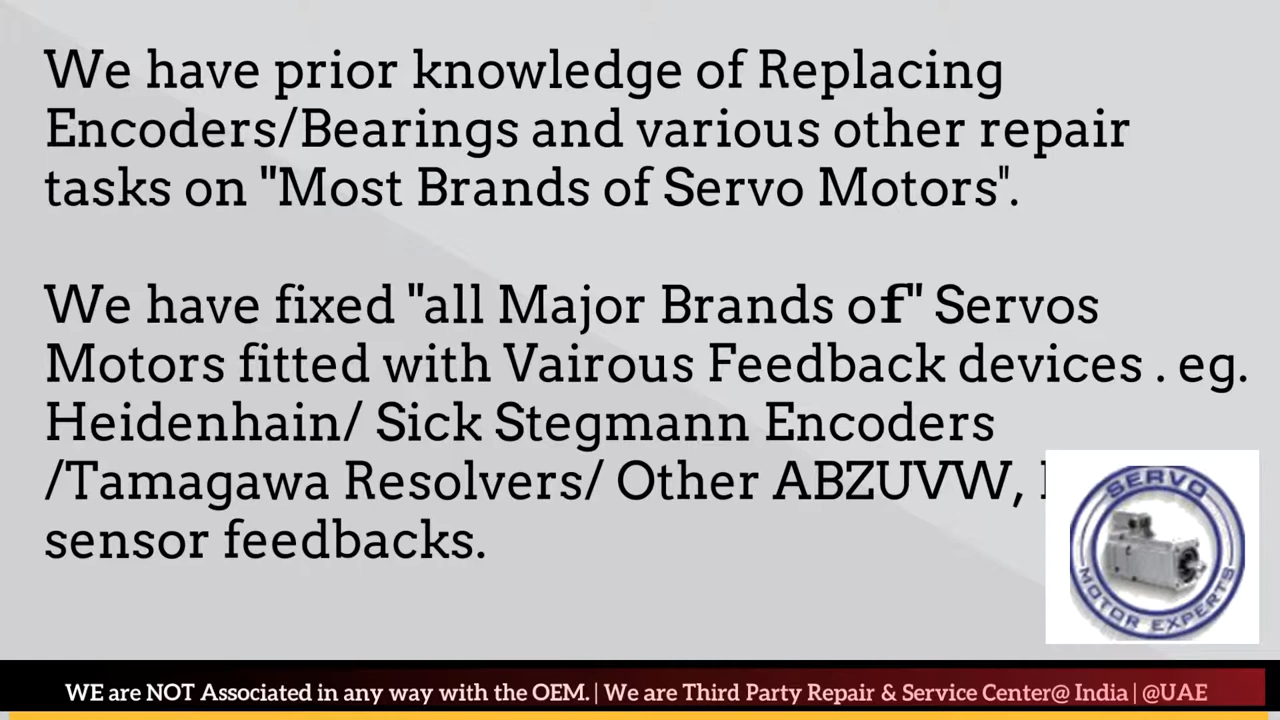 We have prior knowledge of Replacing
Encoders/Bearings and various other repair
tasks on "Most Brands of Servo Motors".
We have fixed "all Major Brands of" Servos
Motors fitted with Vairous Feedback devices . eg.
Heidenhain/ Sick Stegmann Encoders
/Tamagawa Resolvers/ Other ABZUVW,
sensor feedbacks.
SERVO
MOTOR EXPERTS
WE are NOT Associated in any way with the OEM. | We are Third Party Repair & Service Center@ India | @UAE